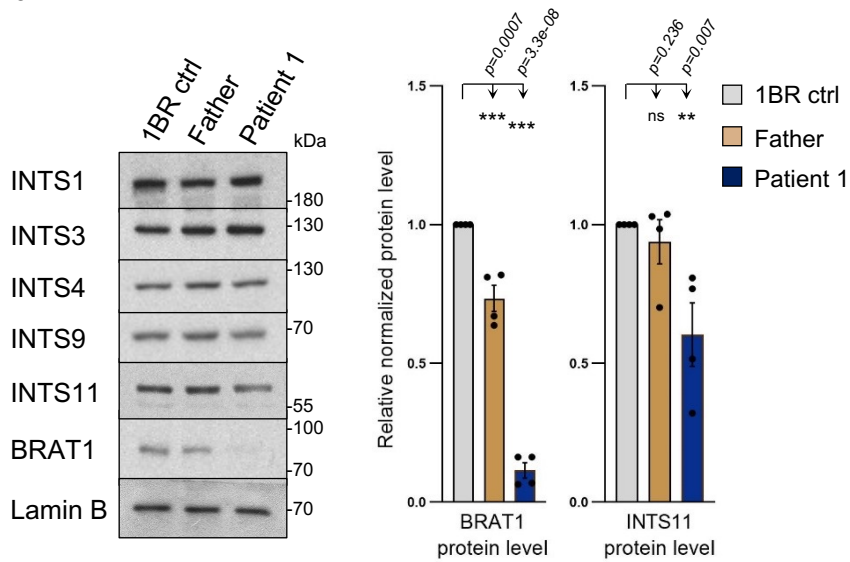 1BR ctrl
Father
Patient 1
kDa
INTS1
-180
INTS3
-130
INTS4
-130
INTS9
-70
INTS11
-55
BRAT1
-100
-70
Lamin B
-70
p=0.0007
p=3.3e-08
***
***
Relative normalized protein level
1.5
1.0
0.5
0.0
BRAT1
protein level
p=0.236
p=0.007
ns
**
1.5
1.0
0.5
0.0
INTS11
protein level
1BR ctrl
Father
Patient 1